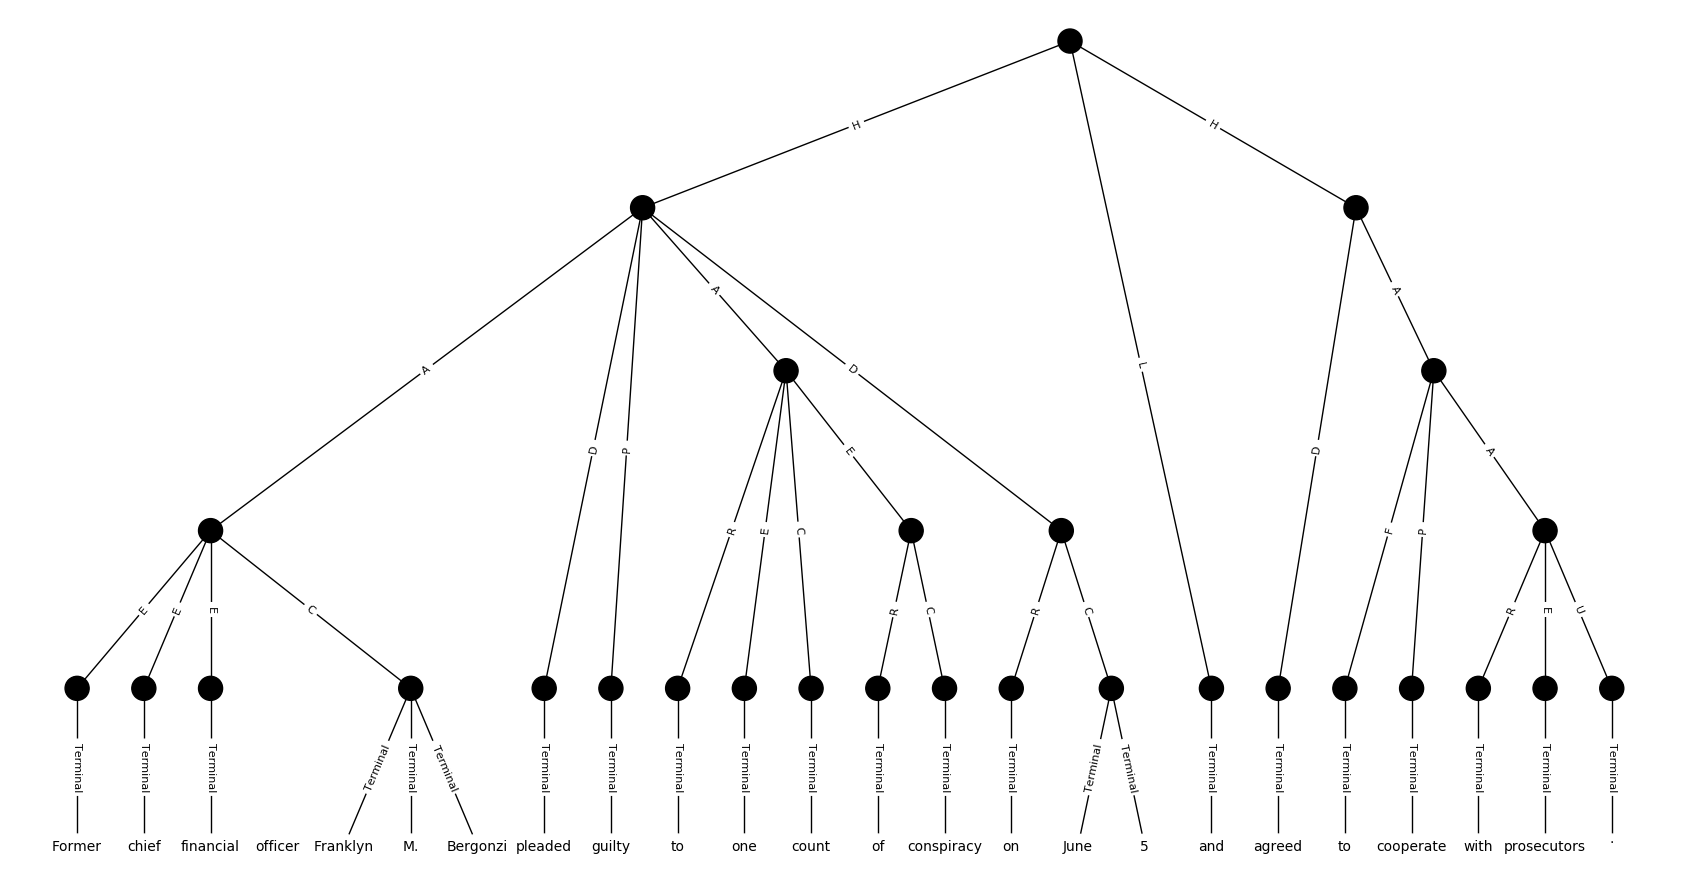 H H
A L
A A
D
D P D
E A
R E C F P
E E E C R C R C R E U
Terminal Terminal Terminal Terminal Terminal Terminal Terminal Terminal Terminal Terminal Terminal Terminal Terminal Terminal Terminal Terminal Terminal Terminal Terminal Terminal Terminal Terminal Terminal
Former chief financial officer Franklyn M. Bergonzi pleaded guilty to one count of conspiracy on June 5 and agreed to cooperate with prosecutors .